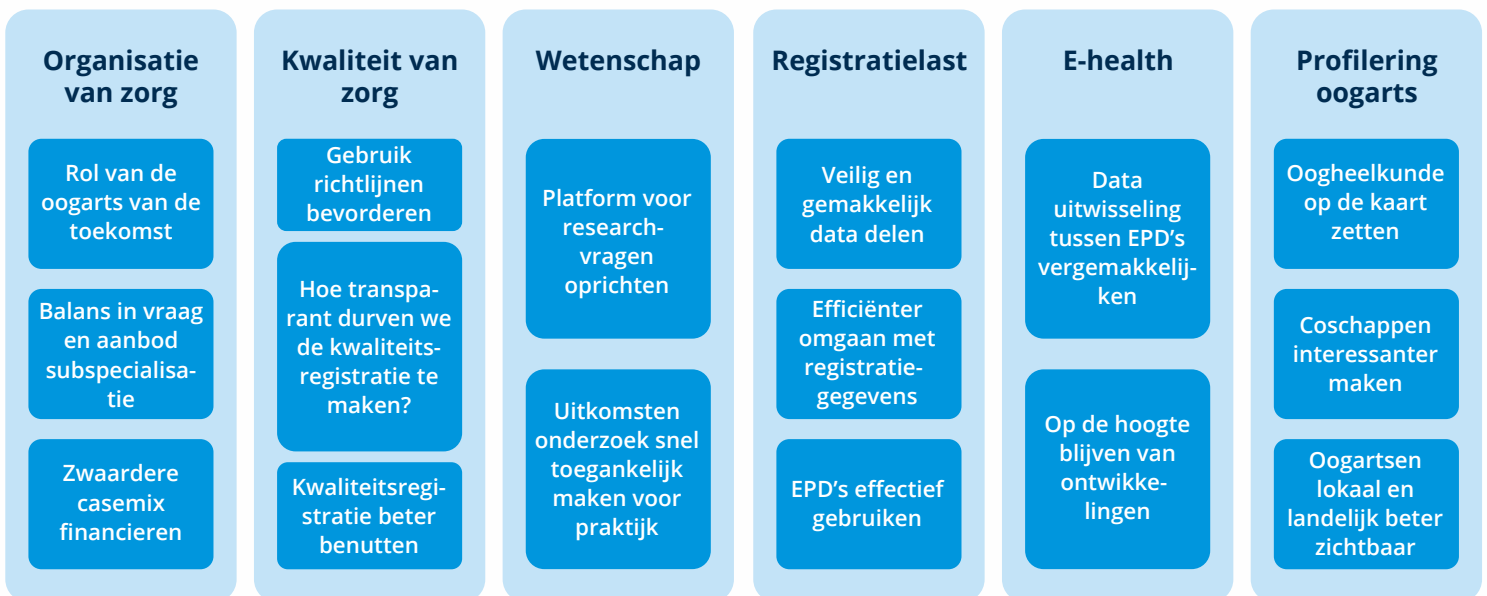 Organisatie
van zorg
Rol van de
oogarts van de
toekomst
Balans in vraag
en aanbod
subspecialisa-
tie
Zwaardere
casemix
financieren
Kwaliteit van
zorg
Gebruik
richtlijnen
bevorderen
Hoe transpa-
rant durven we
de kwaliteits-
registratie te
maken?
Kwaliteitsregi-
stratie beter
benutten
Wetenschap
Platform voor
research-
vragen
oprichten
Uitkomsten
onderzoek snel
toegankelijk
maken voor
praktijk
Registratielast
Veilig en
gemakkelijk
data delen
Efficiënter
omgaan met
registratie-
gegevens
EPD’s effectief
gebruiken
E-health
Data
uitwisseling
tussen EPD’s
vergemakkelij-
ken
Op de hoogte
blijven van
ontwikke-
lingen
Profilering
oogarts
Oogheelkunde
op de kaart
zetten
Coschappen
interessanter
maken
Oogartsen
lokaal en
landelijk beter
zichtbaar